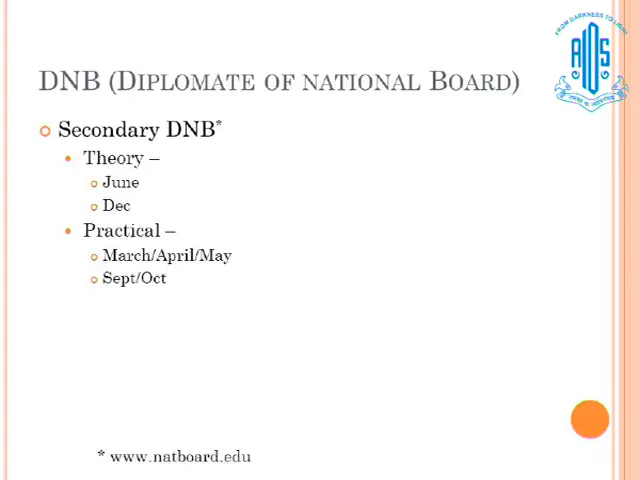 FROM DARKNESS TO LIGHT
AIOS
DNB (DIPLOMATE OF NATIONAL BOARD)
Secondary DNB*
Theory –
June
Dec
Practical –
March/April/May
Sept/Oct
* www.natboard.edu